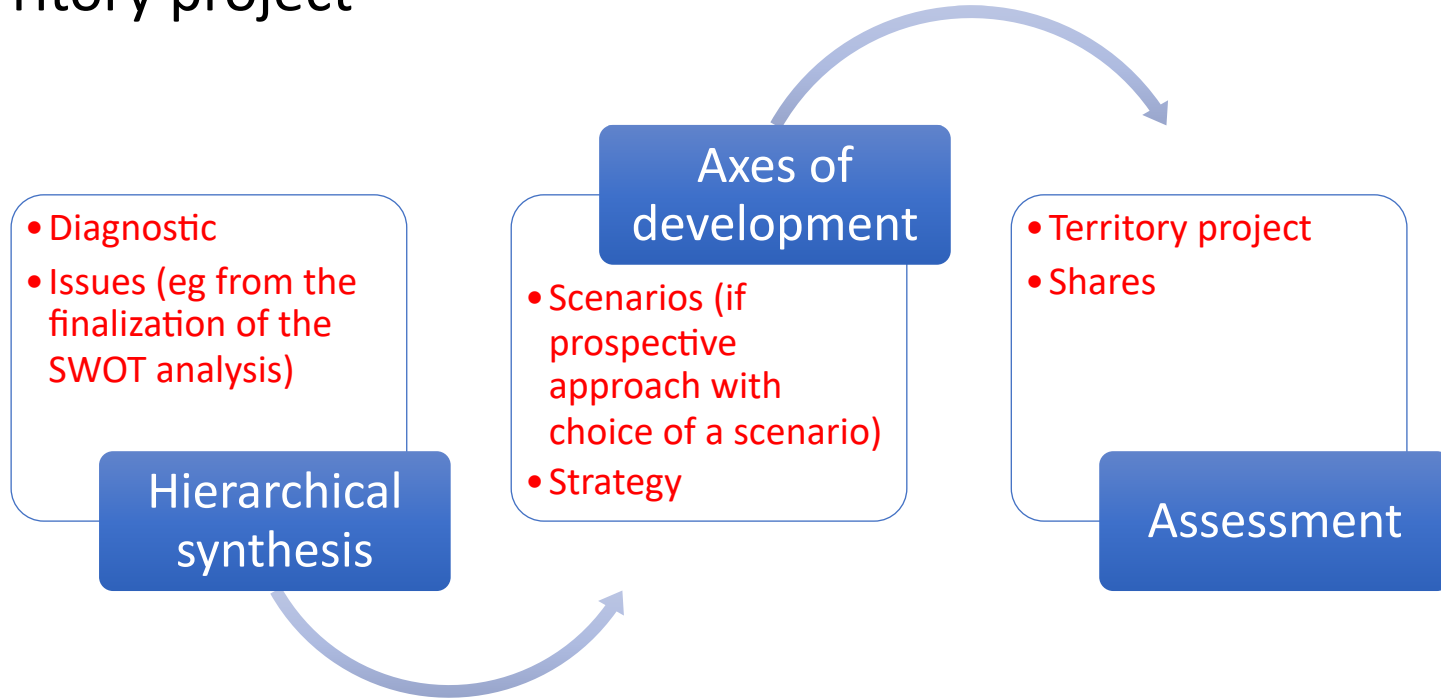 ritory project
• Diagnostic
• Issues (eg from the
finalization of the
SWOT analysis)
Hierarchical
synthesis
Axes of
development
• Scenarios (if
prospective
approach with
choice of a scenario)
• Strategy
• Territory project
• Shares
Assessment